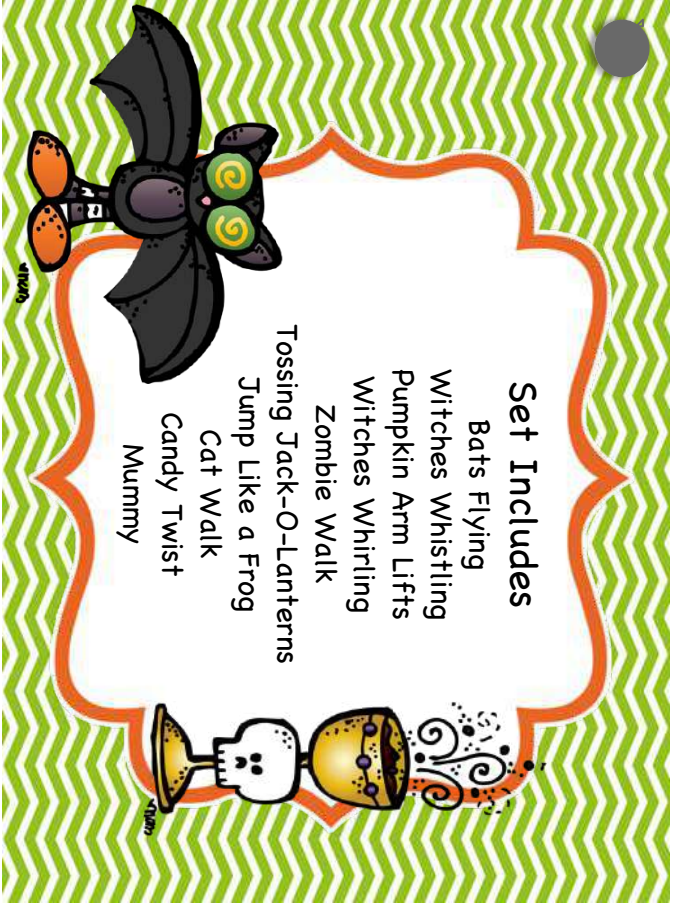 Set Includes
Bats Flying
Witches Whistling
Pumpkin Arm Lifts
Witches Whirling
Zombie Walk
Tossing Jack-O-Lanterns
Jump Like a Frog
Cat Walk
Candy Twist
Mummy